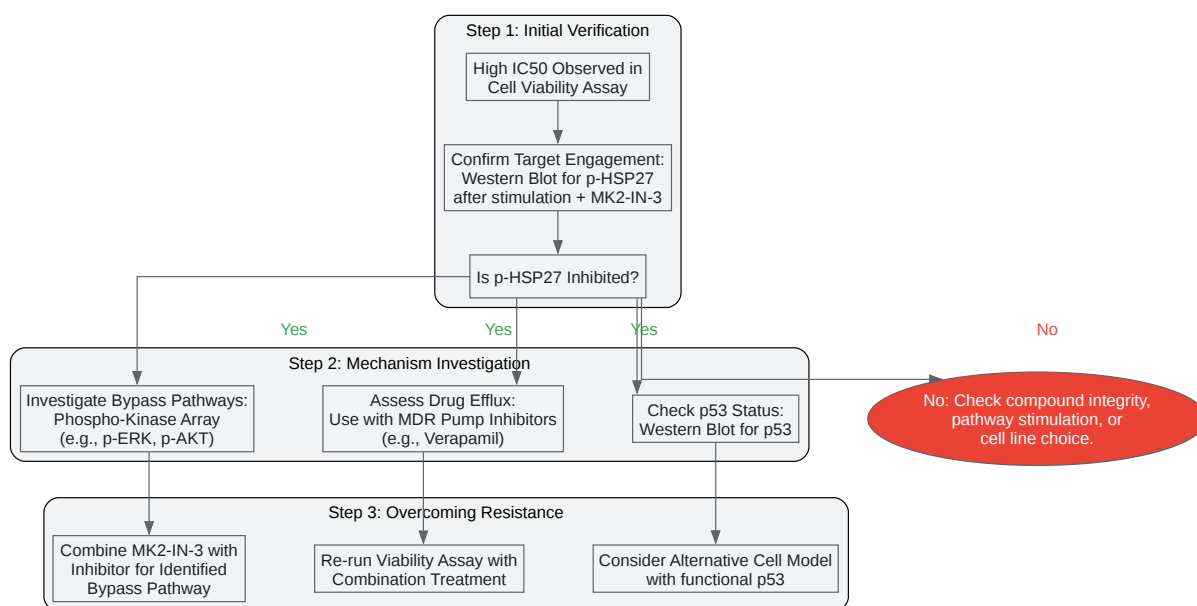 Step 1: Initial Verification
High IC50 Observed in
Cell Viability Assay
Confirm Target Engagement:
Western Blot for p-HSP27
after stimulation + MK2-IN-3
Is p-HSP27 Inhibited?
Yes
Yes
Yes
No
Step 2: Mechanism Investigation
Investigate Bypass Pathways:
Phospho-Kinase Array
(e.g., p-ERK, p-AKT)
Assess Drug Efflux:
Use with MDR Pump Inhibitors
(e.g., Verapamil)
Check p53 Status:
Western Blot for p53
No: Check compound integrity,
pathway stimulation, or
cell line choice.
Step 3: Overcoming Resistance
Combine MK2-IN-3 with
Inhibitor for Identified
Bypass Pathway
Re-run Viability Assay with
Combination Treatment
Consider Alternative Cell Model
with functional p53